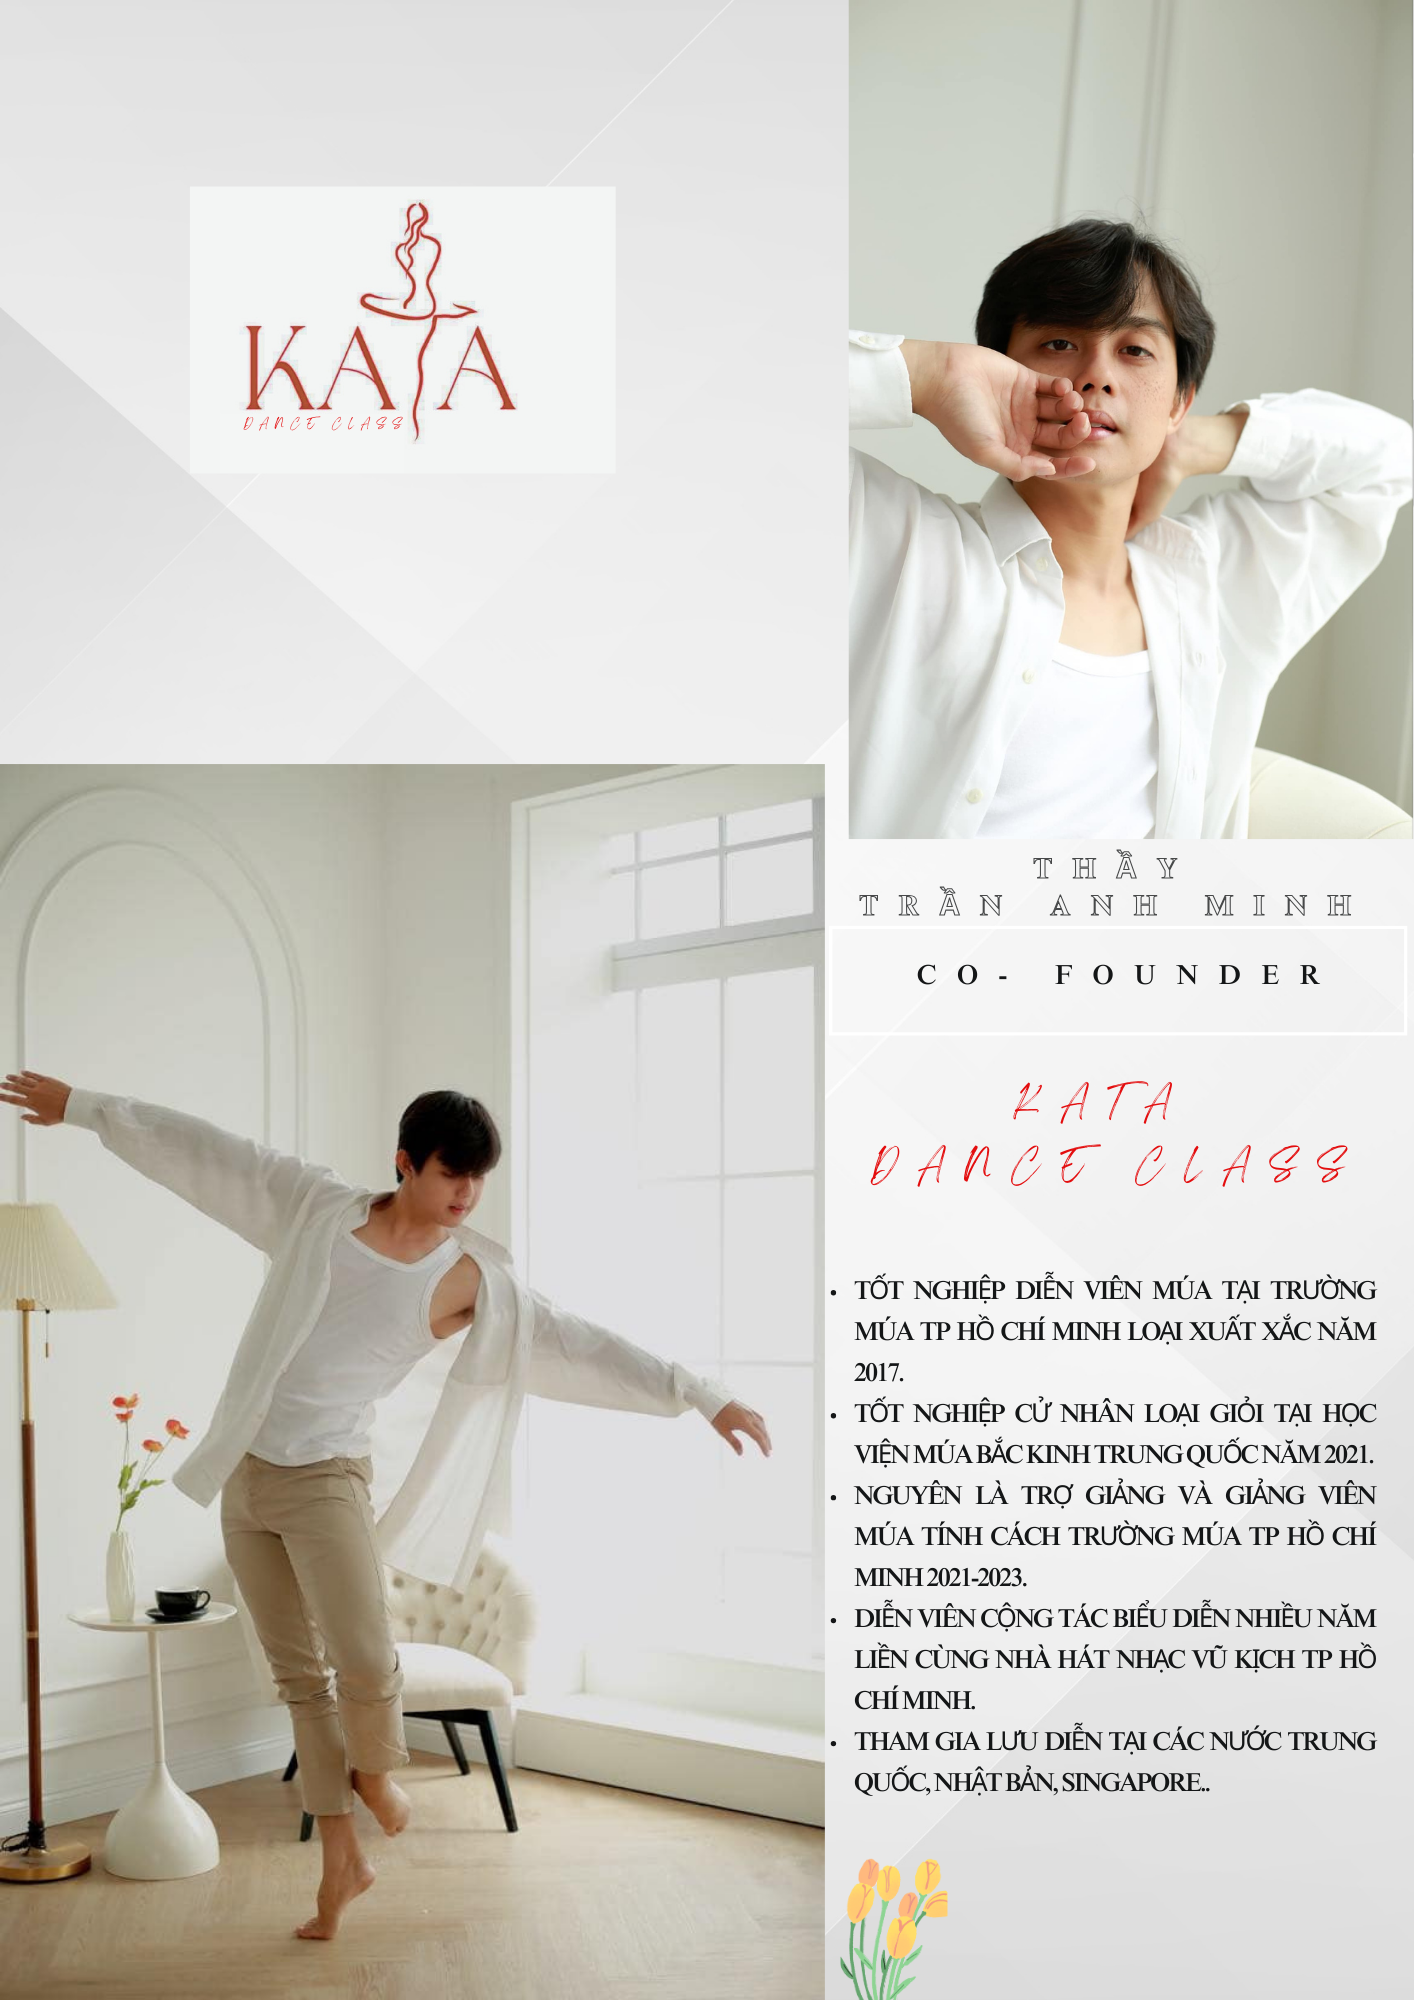 KATA
DANCE CLASS
THẦY
TRẦN ANH MINH
CO- FOUNDER
KATA
DANCE CLASS
• TỐT NGHIỆP DIỄN VIÊN MÚA TẠI TRƯỜNG
MÚA TP HỒ CHÍ MINH LOẠI XUẤT XẮC NĂM
2017.
• TỐT NGHIỆP CỬ NHÂN LOẠI GIỎI TẠI HỌC
VIỆN MÚA BẮC KINH TRUNG QUỐC NĂM 2021.
• NGUYÊN LÀ TRỢ GIẢNG VÀ GIẢNG VIÊN
MÚA TÍNH CÁCH TRƯỜNG MÚA TP HỒ CHÍ
MINH 2021-2023.
• DIỄN VIÊN CỘNG TÁC BIỂU DIỄN NHIỀU NĂM
LIỀN CÙNG NHÀ HÁT NHẠC VŨ KỊCH TP HỒ
CHÍ MINH.
• THAM GIA LƯU DIỄN TẠI CÁC NƯỚC TRUNG
QUỐC, NHẬT BẢN, SINGAPORE..